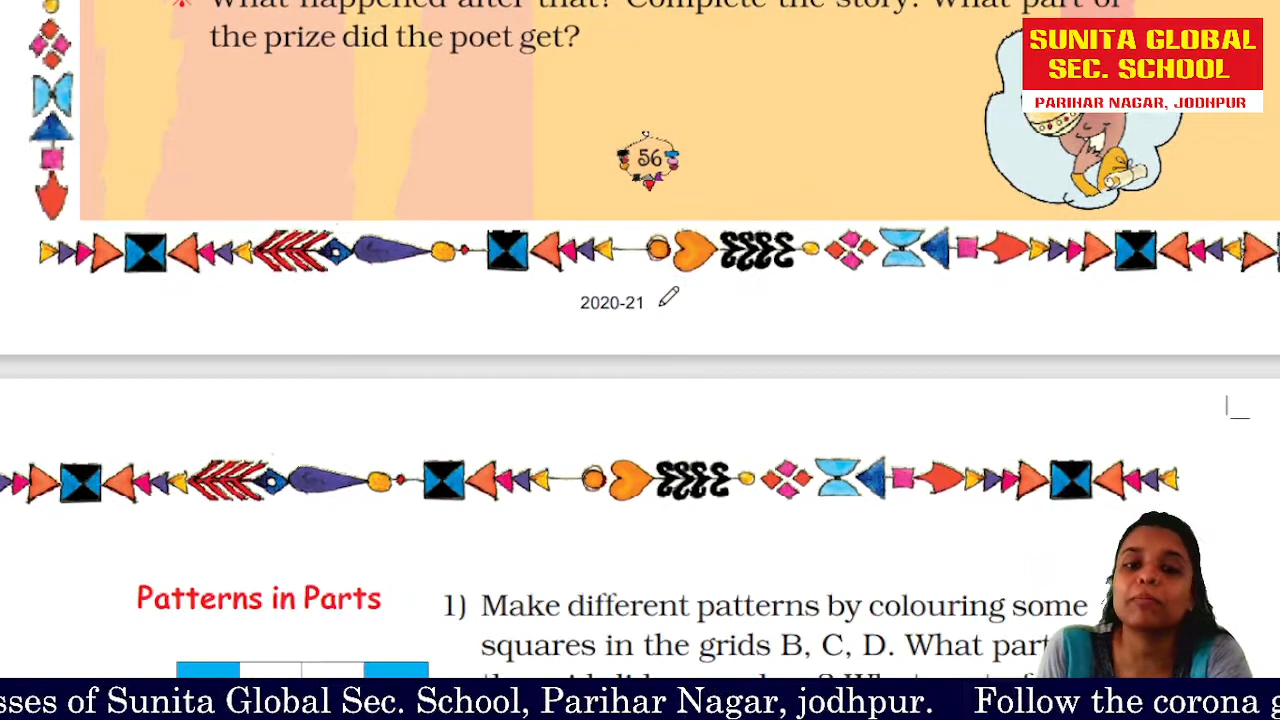 What happened after that? Complete the story. What part of
the prize did the poet get?
SUNITA GLOBAL
SEC. SCHOOL
PARIHAR NAGAR, JODHPUR
56
2020-21
Patterns in Parts
1) Make different patterns by colouring some
squares in the grids B, C, D. What part
sses of Sunita Global Sec. School, Parihar Nagar, jodhpur. Follow the corona g